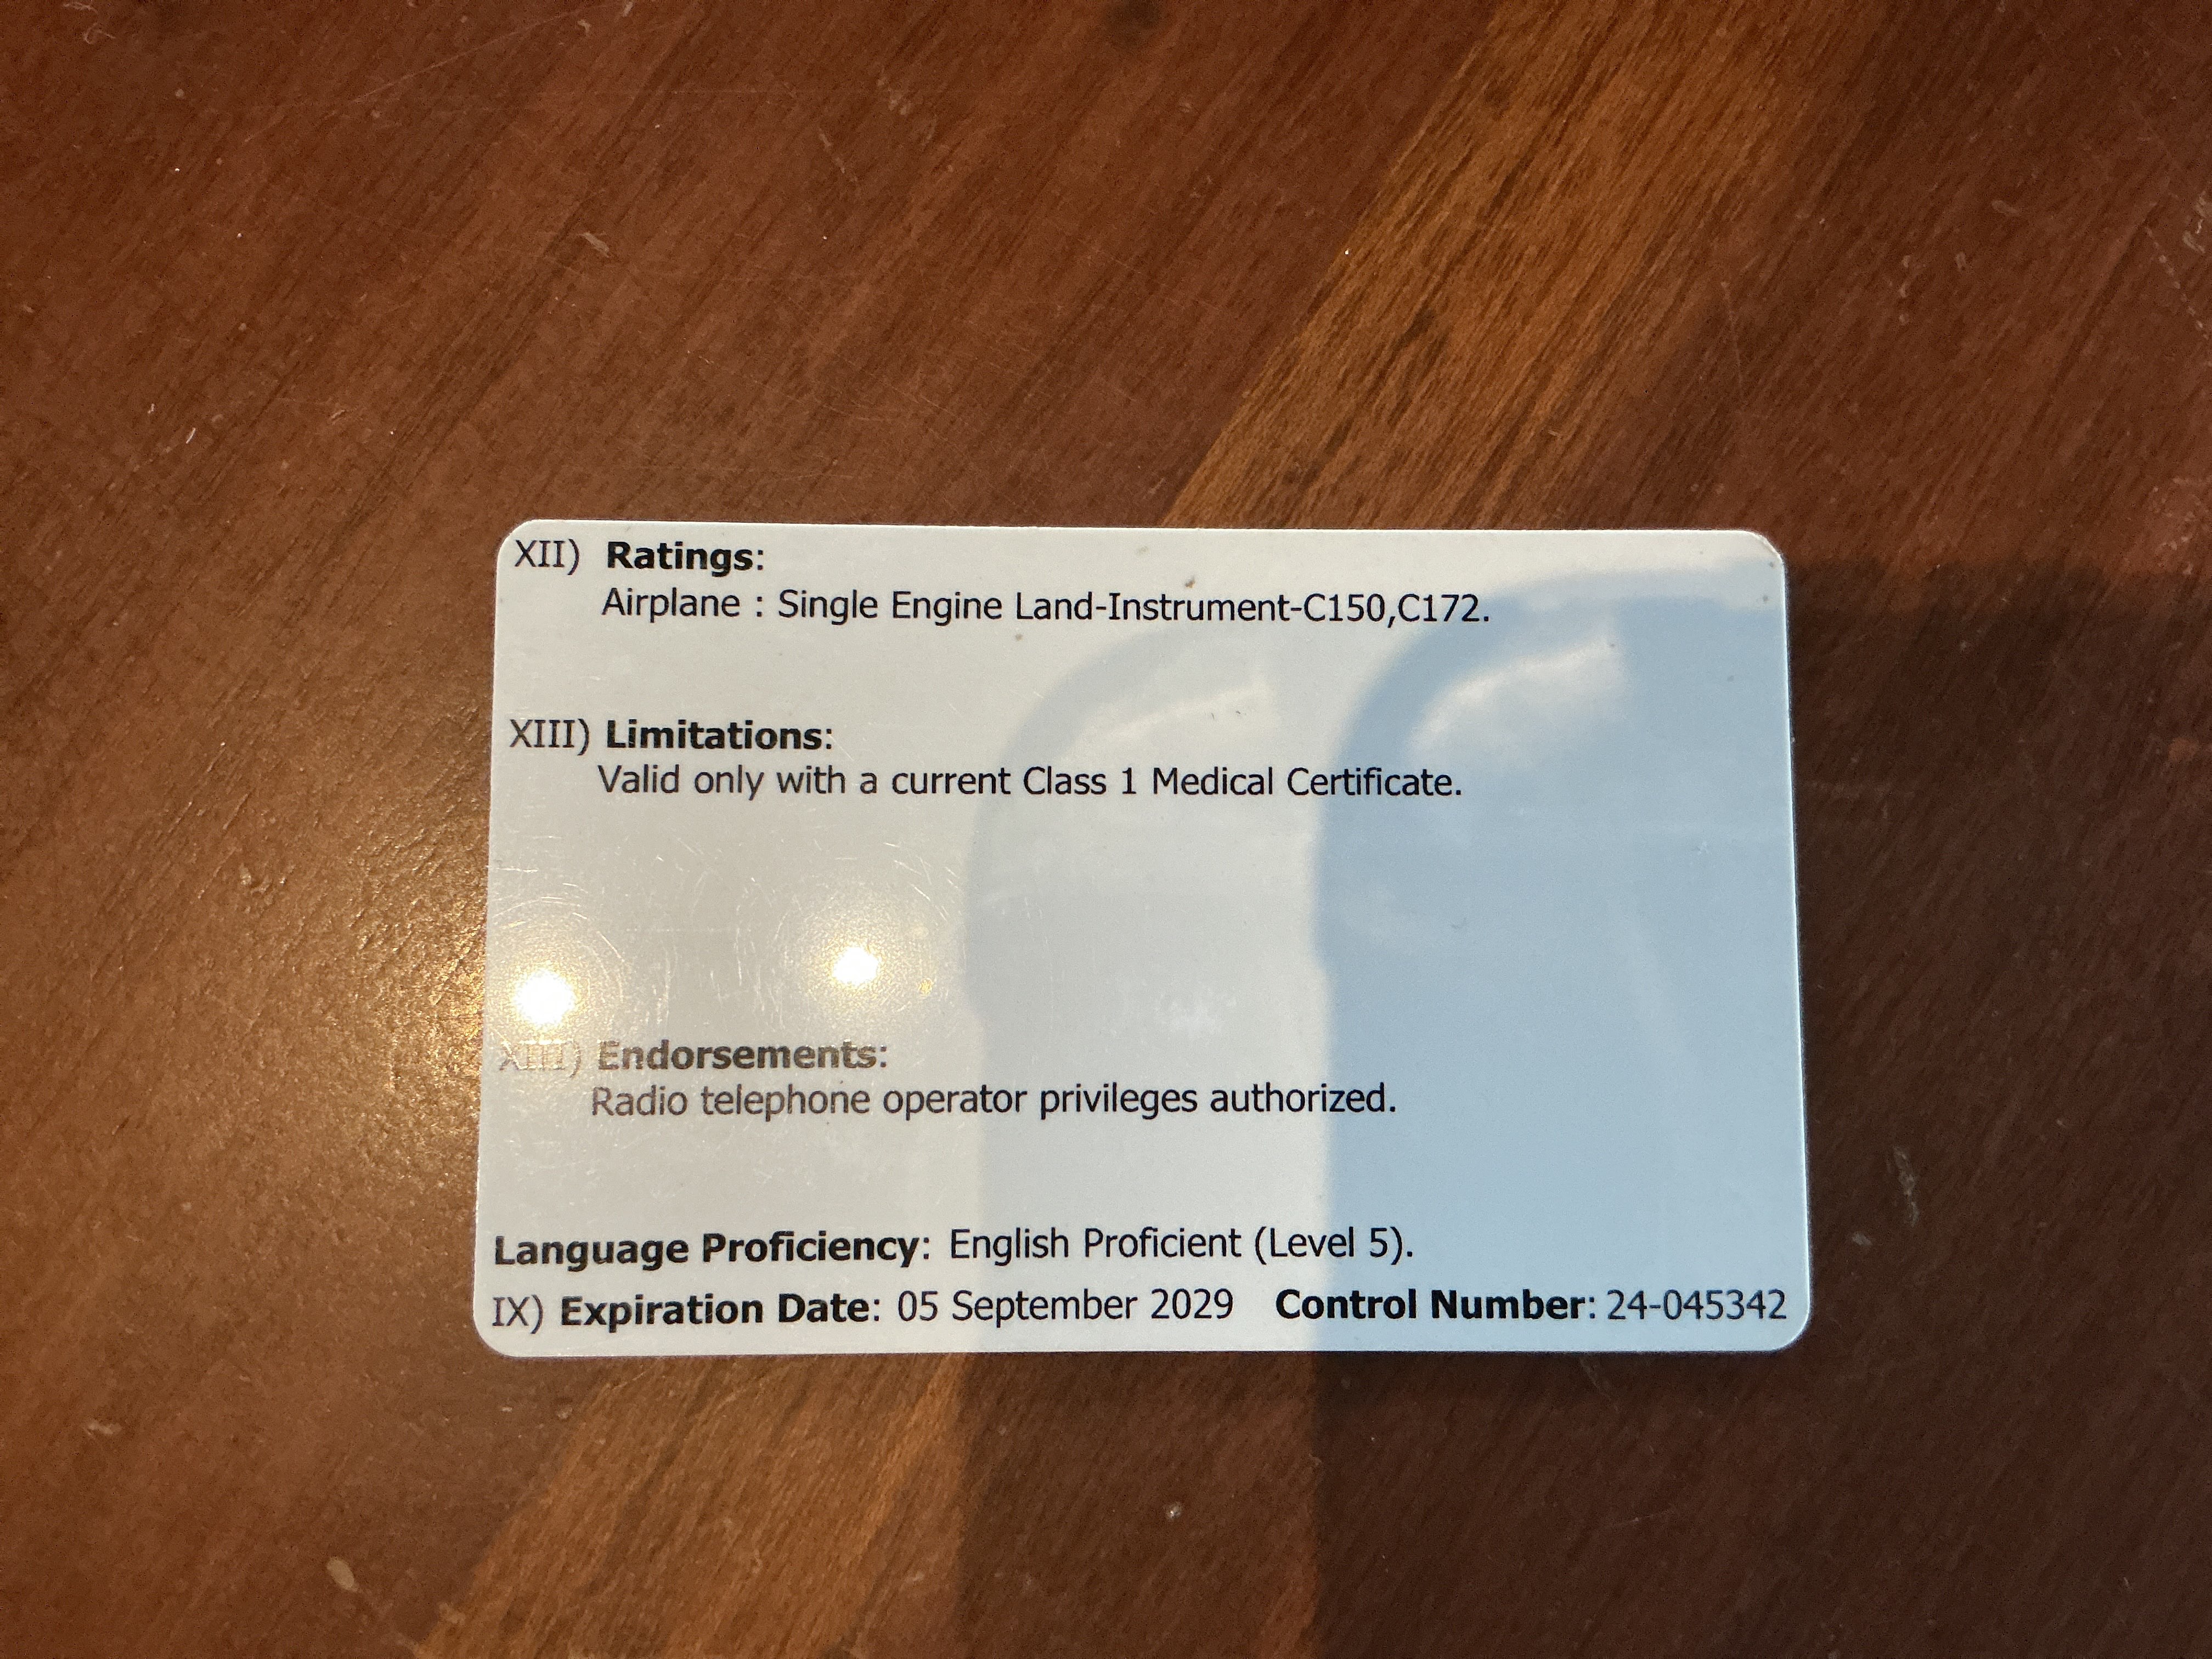 XII) Ratings:
Airplane : Single Engine Land-Instrument-C150,C172.
XIII) Limitations:
Valid only with a current Class 1 Medical Certificate.
XIII) Endorsements:
Radio telephone operator privileges authorized.
Language Proficiency: English Proficient (Level 5).
IX) Expiration Date: 05 September 2029 Control Number: 24-045342